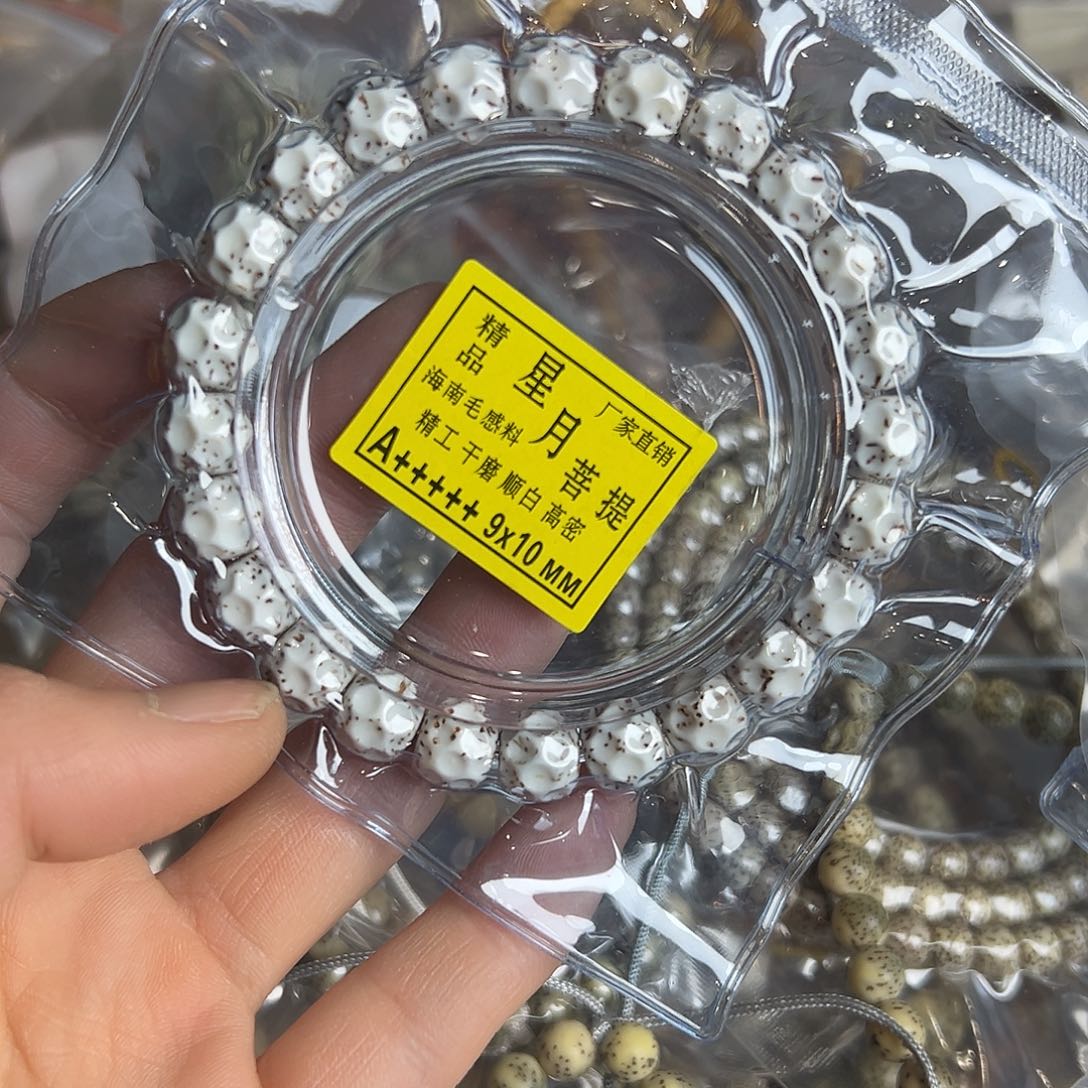 精品
星月菩提
厂家直销
海南毛感料
精工干磨顺白高密
A+++++ 9x10 MM